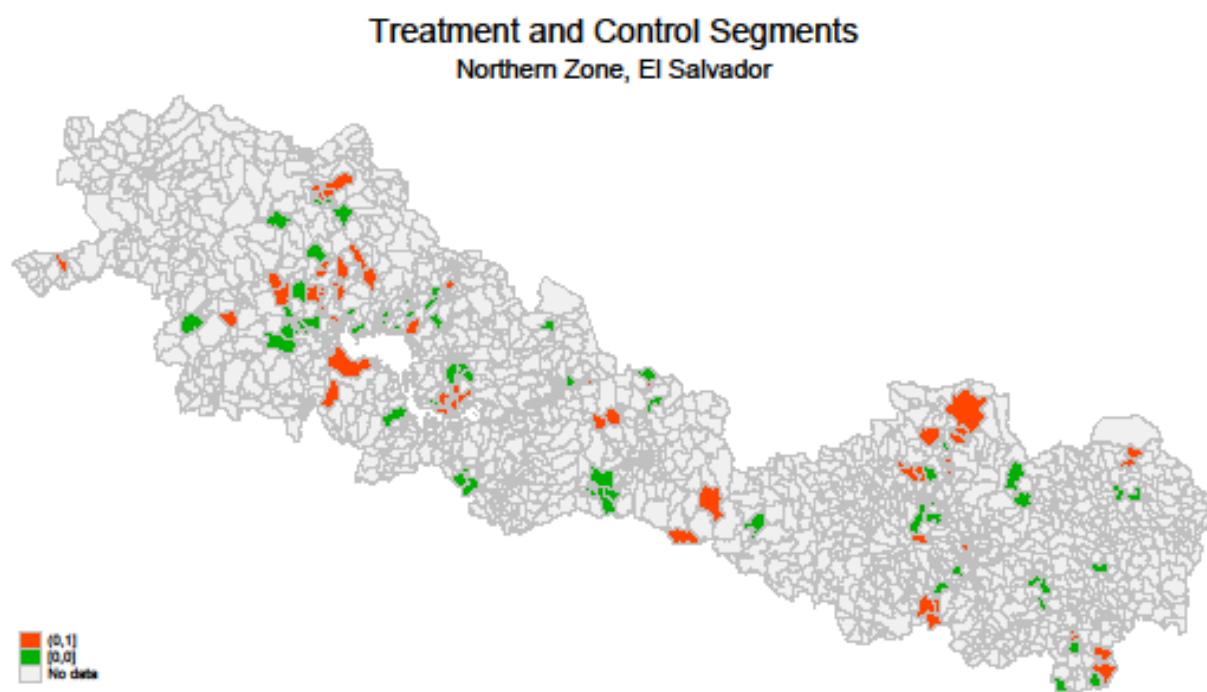 Treatment and Control Segments
Northern Zone, El Salvador
(0,1]
[0,0]
No data